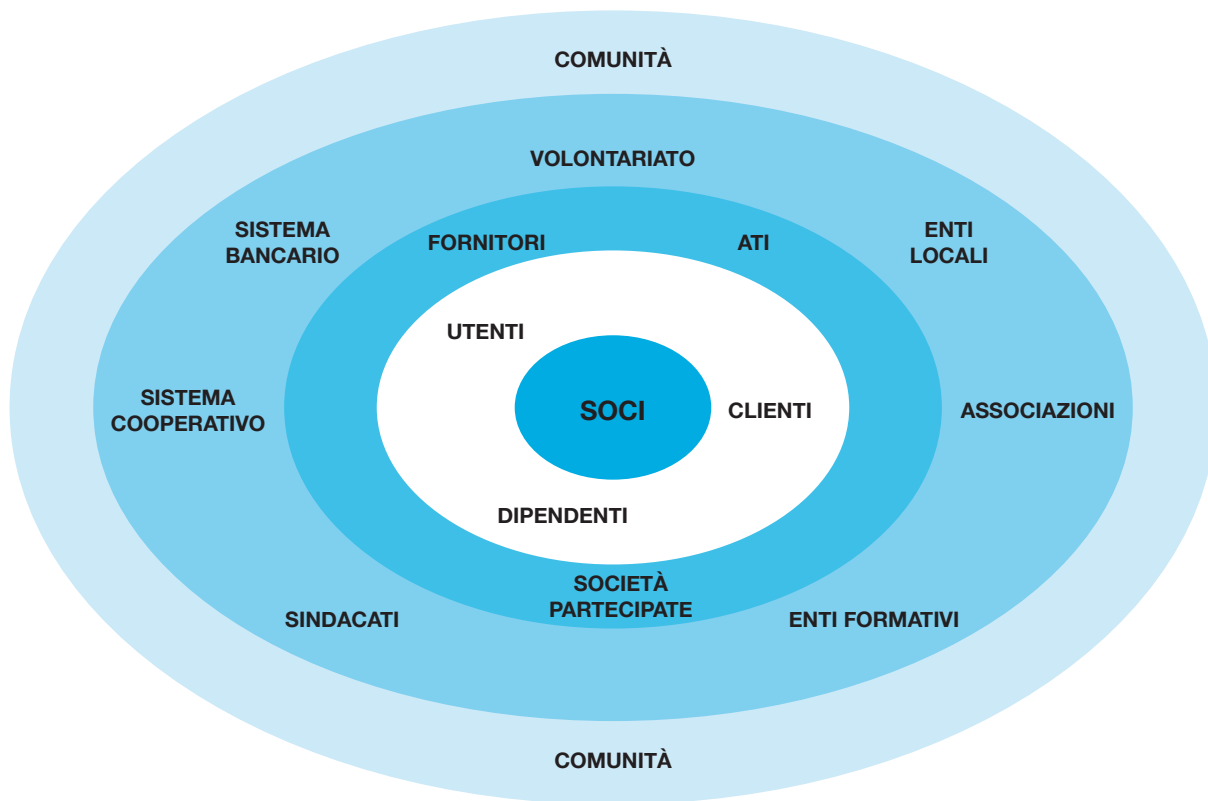 COMUNITÀ
VOLONTARIATO
SISTEMA
BANCARIO
FORNITORI
ATI
ENTI
LOCALI
UTENTI
SISTEMA
COOPERATIVO
SOCI
CLIENTI
ASSOCIAZIONI
DIPENDENTI
SOCIETÀ
PARTECIPATE
SINDACATI
ENTI FORMATIVI
COMUNITÀ